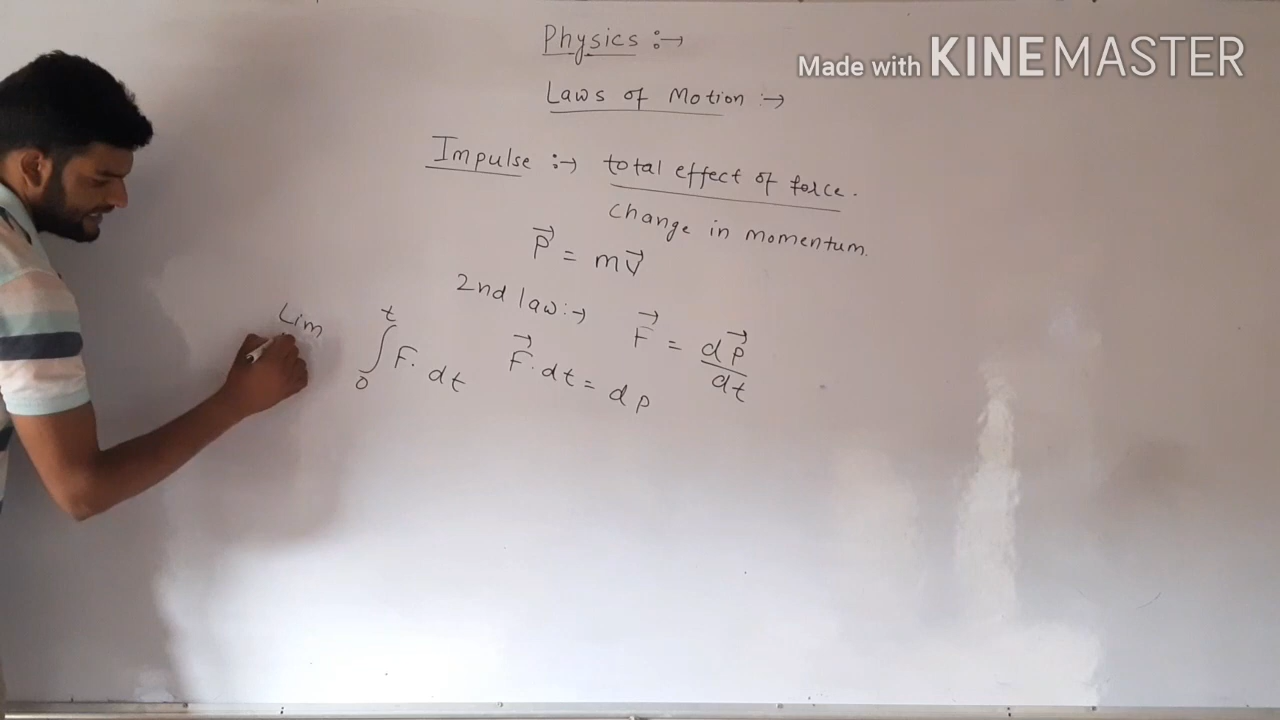 Physics :→
Made with KINEMASTER
Laws of Motion :→
Impulse :→ total effect of force.
change in momentum.
P⃗ = mv⃗
2nd law :→ F⃗ = dP⃗/dt
Lim ∫₀ᵗ F. dt F⃗. dt = dp